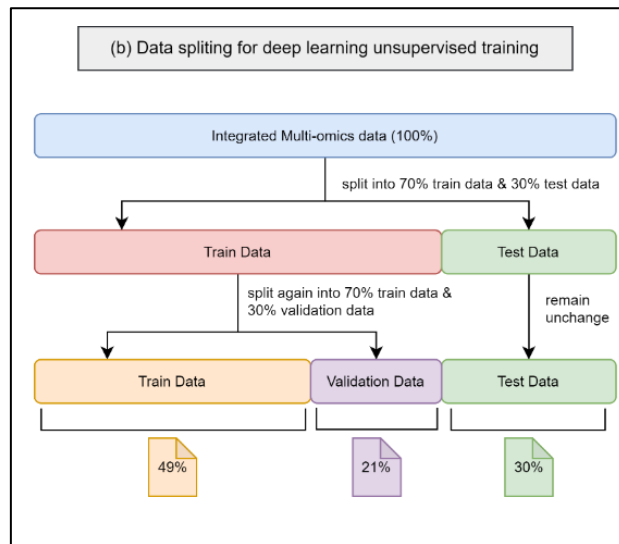 (b) Data spliting for deep learning unsupervised training
Integrated Multi-omics data (100%)
split into 70% train data & 30% test data
Train Data
Test Data
split again into 70% train data &
30% validation data
remain
unchange
Train Data
Validation Data
Test Data
49%
21%
30%